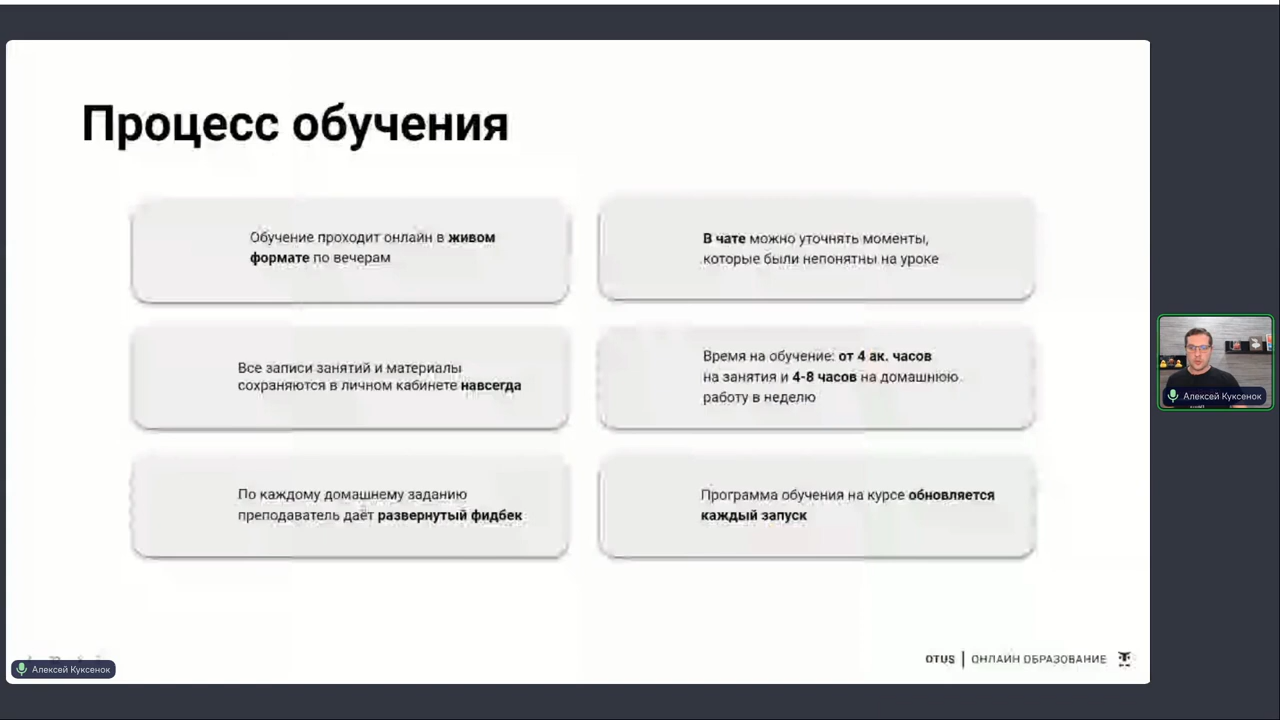 Процесс обучения
Обучение проходит онлайн в живом
формате по вечерам
В чате можно уточнять моменты,
которые были непонятны на уроке
Все записи занятий и материалы
сохраняются в личном кабинете навсегда
Время на обучение: от 4 ак. часов
на занятия и 4-8 часов на домашнюю
работу в неделю
По каждому домашнему заданию
преподаватель даёт развернутый фидбек
Программа обучения на курсе обновляется
каждый запуск
Алексей Куксенок
Алексей Куксенок
OTUS | ОНЛАЙН ОБРАЗОВАНИЕ